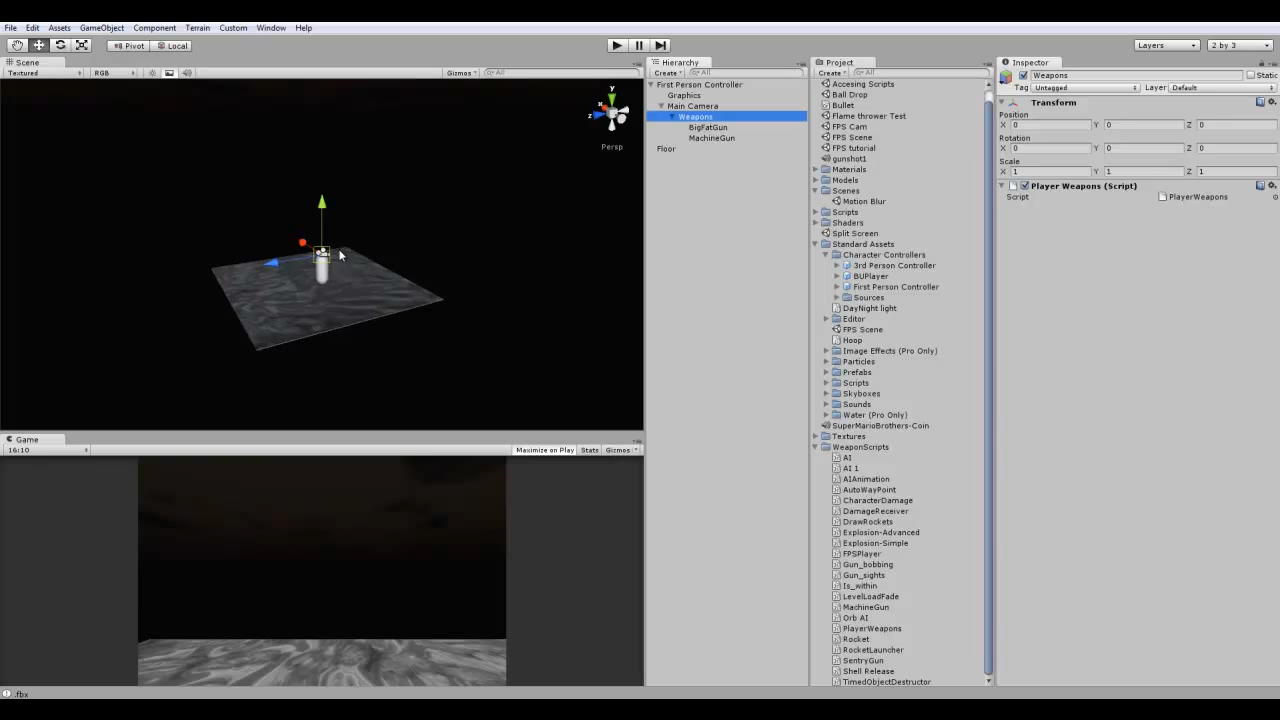 File Edit Assets GameObject Component Terrain Custom Window Help
Pivot Local Layers 2 by 3
Scene Hierarchy Project Inspector
Textured RGB Gizmos All
Create All
First Person Controller
Graphics
Main Camera
Weapons
BigFatGun
MachineGun
Floor
y
x
z
Persp
Game
16:10 Maximize on Play Stats Gizmos
.fbx
Create All
Accesing Scripts
Ball Drop
Bullet
Flame thrower Test
FPS Cam
FPS Scene
FPS tutorial
gunshot1
Materials
Models
Scenes
Motion Blur
Scripts
Shaders
Split Screen
Standard Assets
Character Controllers
3rd Person Controller
BUPlayer
First Person Controller
Sources
DayNight light
Editor
FPS Scene
Hoop
Image Effects (Pro Only)
Particles
Prefabs
Scripts
Skyboxes
Sounds
Water (Pro Only)
SuperMarioBrothers-Coin
Textures
WeaponScripts
AI
AI 1
AIAnimation
AutoWayPoint
CharacterDamage
DamageReceiver
DrawRockets
Explosion-Advanced
Explosion-Simple
FPSPlayer
Gun_bobbing
Gun_sights
Is_within
LevelLoadFade
MachineGun
Orb AI
PlayerWeapons
Rocket
RocketLauncher
SentryGun
Shell Release
TimedObjectDestructor
Weapons Static
Tag Untagged Layer Default
Transform
Position
X 0 Y 0 Z 0
Rotation
X 0 Y 0 Z 0
Scale
X 1 Y 1 Z 1
Player Weapons (Script)
Script PlayerWeapons